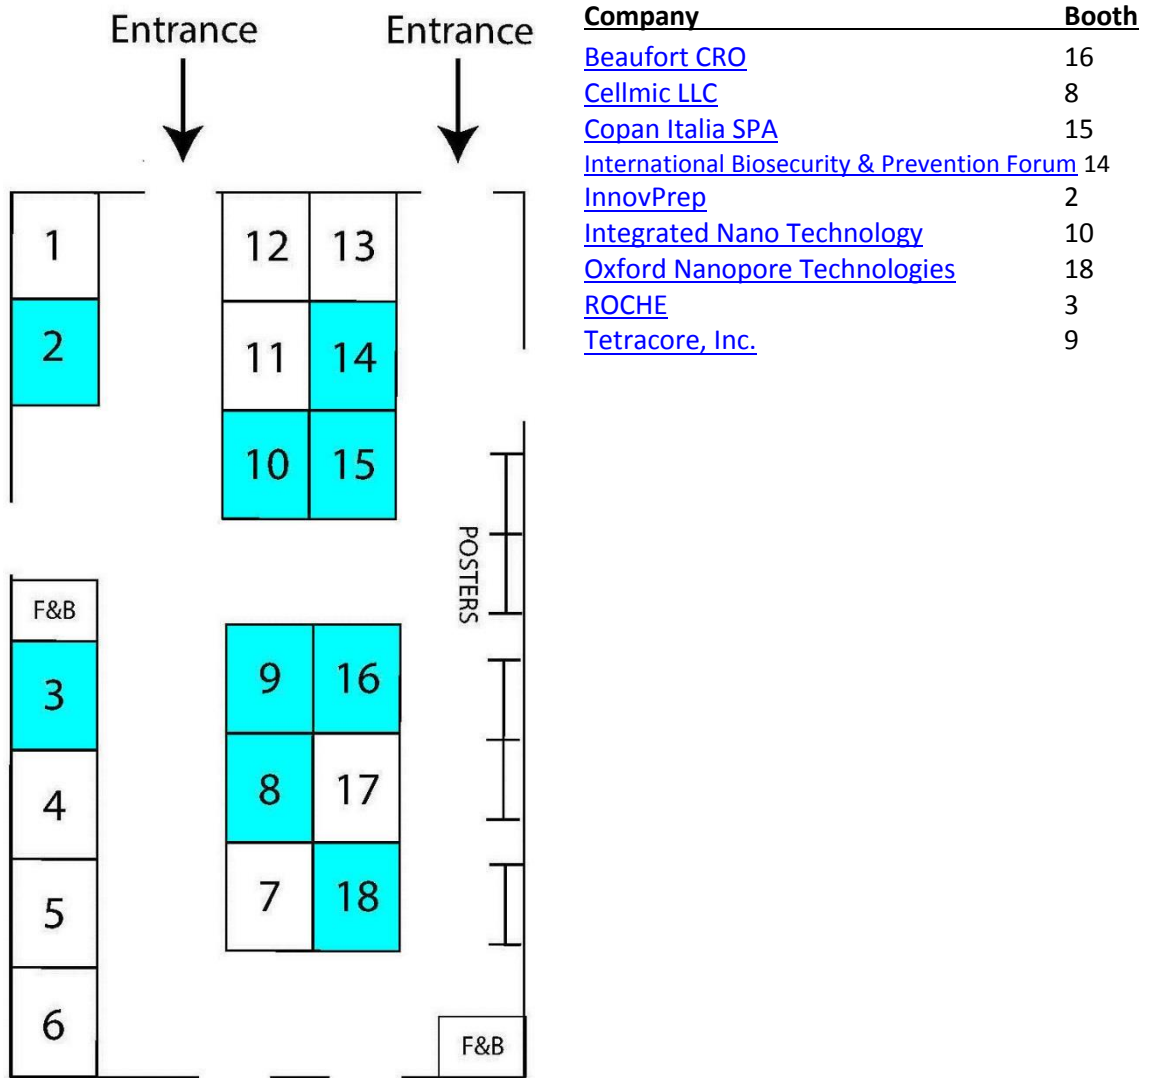 Entrance Entrance
Company Booth
Beaufort CRO 16
Cellmic LLC 8
Copan Italia SPA 15
International Biosecurity & Prevention Forum 14
InnovPrep 2
Integrated Nano Technology 10
Oxford Nanopore Technologies 18
ROCHE 3
Tetracore, Inc. 9
1 12 13
2 11 14
10 15
POSTERS
F&B
3 9 16
4 8 17
5 7 18
6 F&B